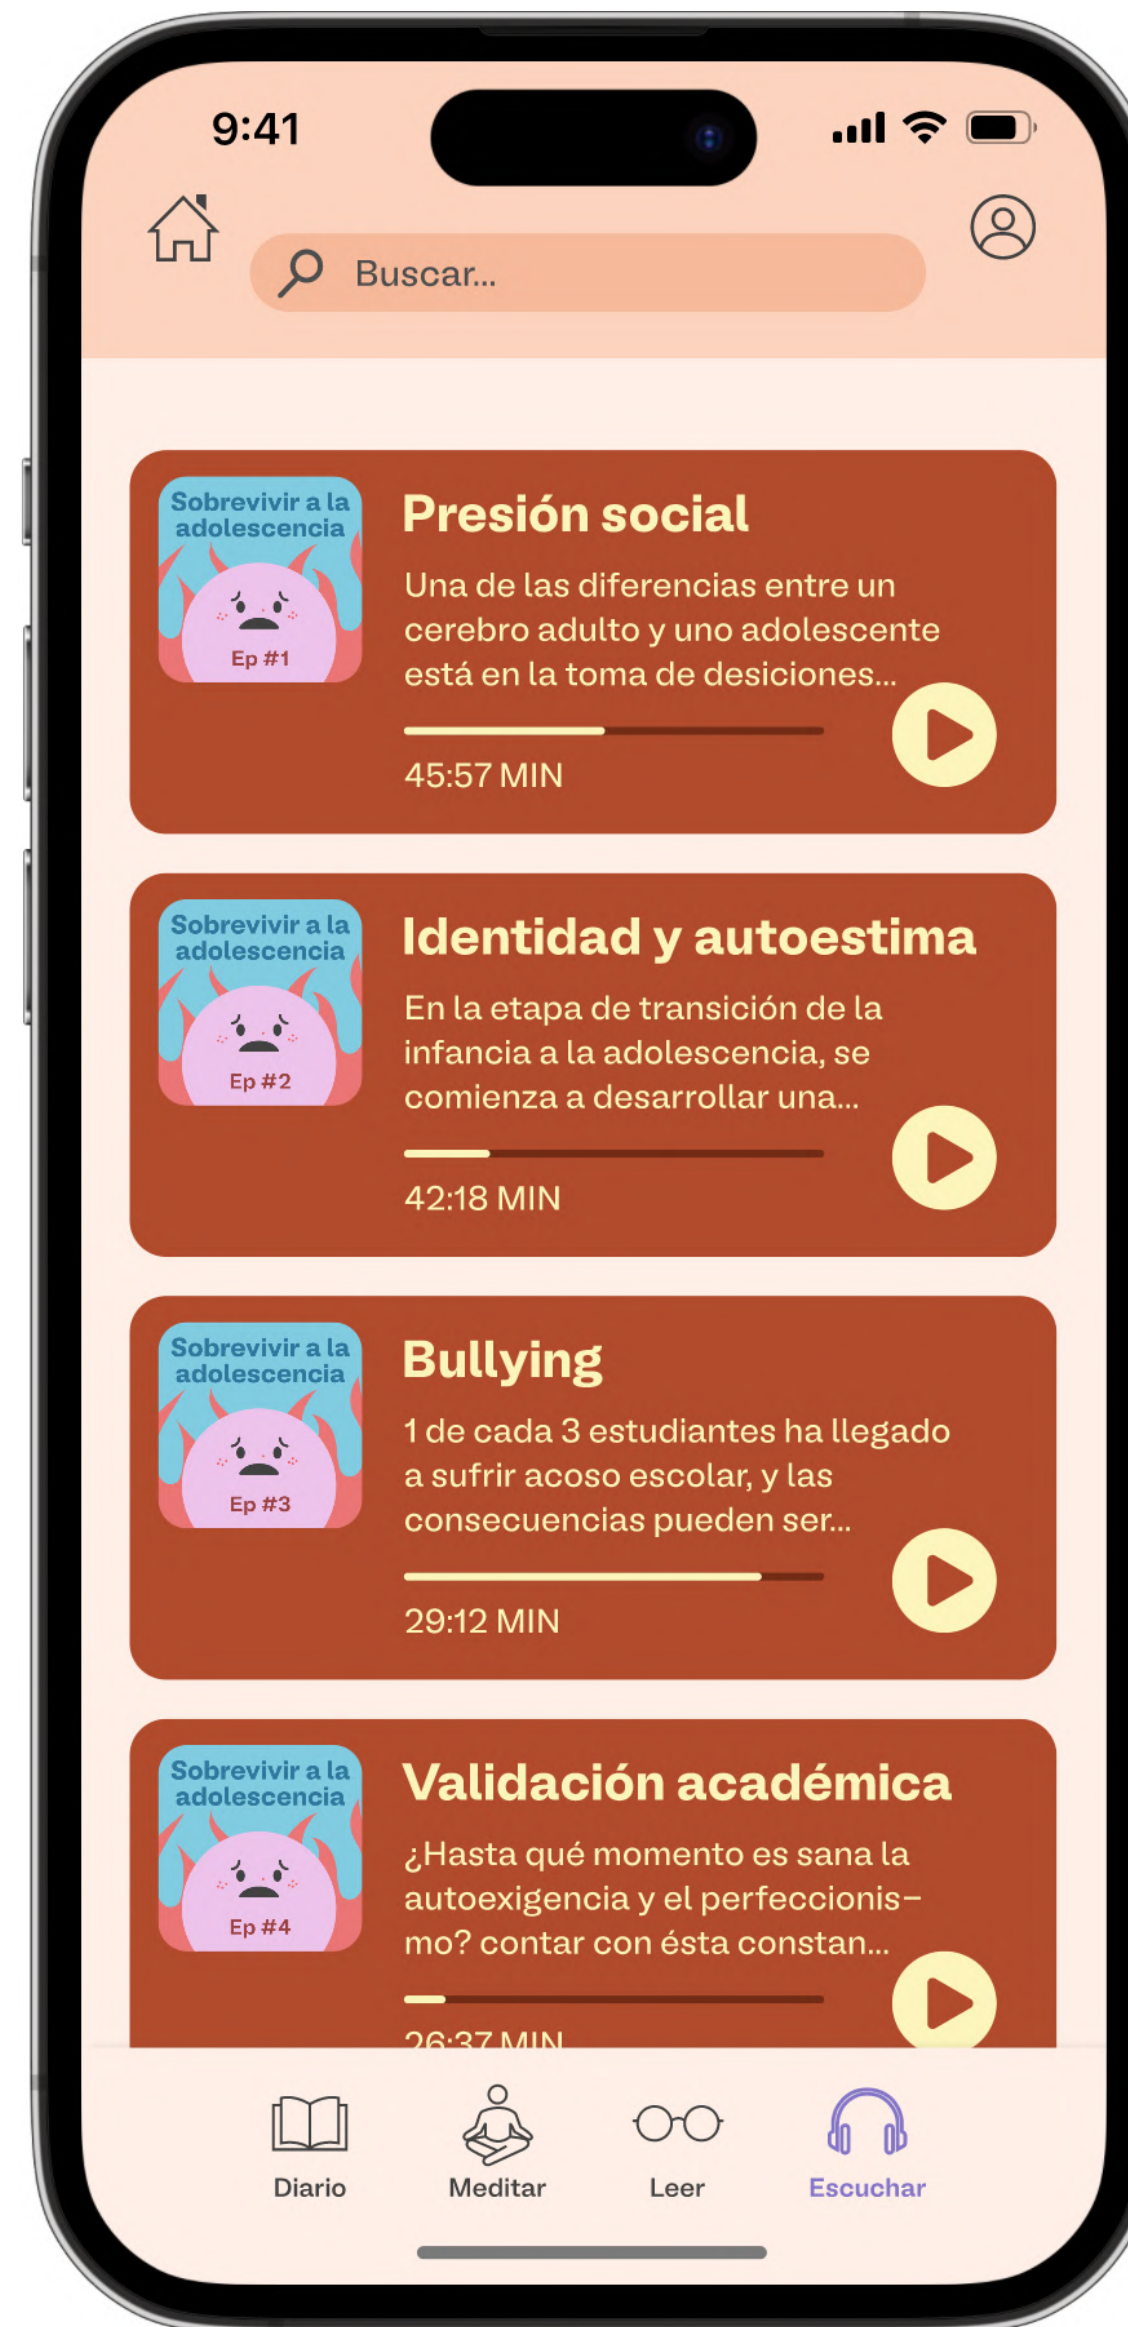 9:41
Buscar...
Sobrevivir a la
adolescencia
Ep #1
Presión social
Una de las diferencias entre un
cerebro adulto y uno adolescente
está en la toma de desiciones...
45:57 MIN
Sobrevivir a la
adolescencia
Ep #2
Identidad y autoestima
En la etapa de transición de la
infancia a la adolescencia, se
comienza a desarrollar una...
42:18 MIN
Sobrevivir a la
adolescencia
Ep #3
Bullying
1 de cada 3 estudiantes ha llegado
a sufrir acoso escolar, y las
consecuencias pueden ser...
29:12 MIN
Sobrevivir a la
adolescencia
Ep #4
Validación académica
¿Hasta qué momento es sana la
autoexigencia y el perfeccionis–
mo? contar con ésta constan...
26:37 MIN
Diario
Meditar
Leer
Escuchar